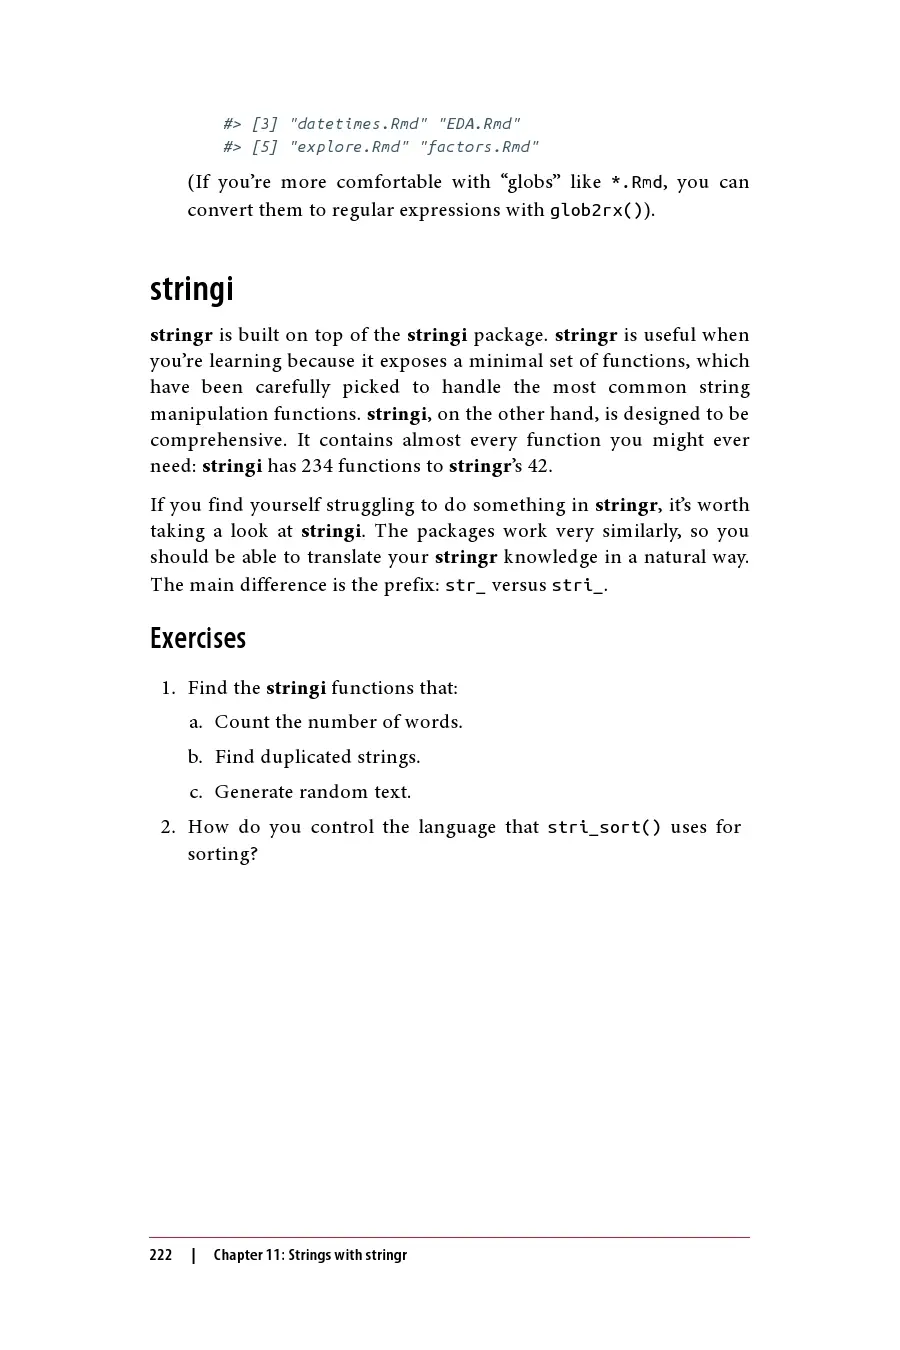 #> [3] "datetimes.Rmd" "EDA.Rmd"
#> [5] "explore.Rmd" "factors.Rmd"
(If you’re more comfortable with “globs” like *.Rmd, you can
convert them to regular expressions with glob2rx()).
stringi
stringr is built on top of the stringi package. stringr is useful when
you’re learning because it exposes a minimal set of functions, which
have been carefully picked to handle the most common string
manipulation functions. stringi, on the other hand, is designed to be
comprehensive. It contains almost every function you might ever
need: stringi has 234 functions to stringr’s 42.
If you find yourself struggling to do something in stringr, it’s worth
taking a look at stringi. The packages work very similarly, so you
should be able to translate your stringr knowledge in a natural way.
The main difference is the prefix: str_ versus stri_.
Exercises
1. Find the stringi functions that:
a. Count the number of words.
b. Find duplicated strings.
c. Generate random text.
2. How do you control the language that stri_sort() uses for
sorting?
222 | Chapter 11: Strings with stringr